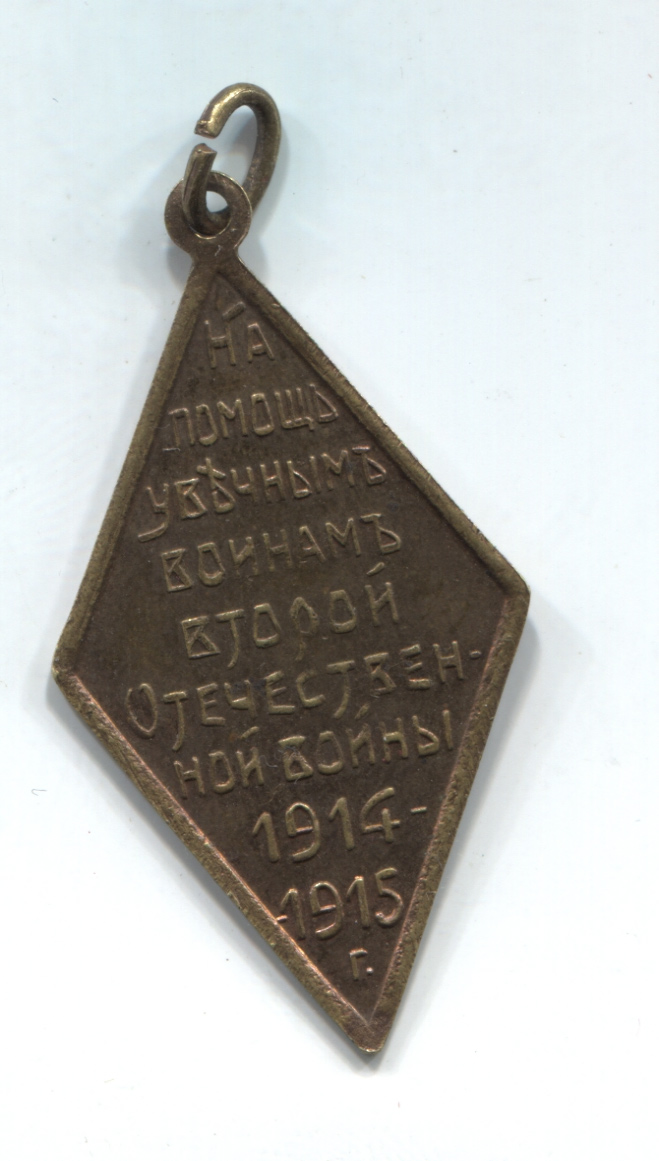 НА
ПОМОЩЬ
УВѢЧНЫМЪ
ВОИНАМЪ
ВТОРОЙ
ОТЕЧЕСТВЕН-
НОЙ ВОЙНЫ
1914-
-1915
г.